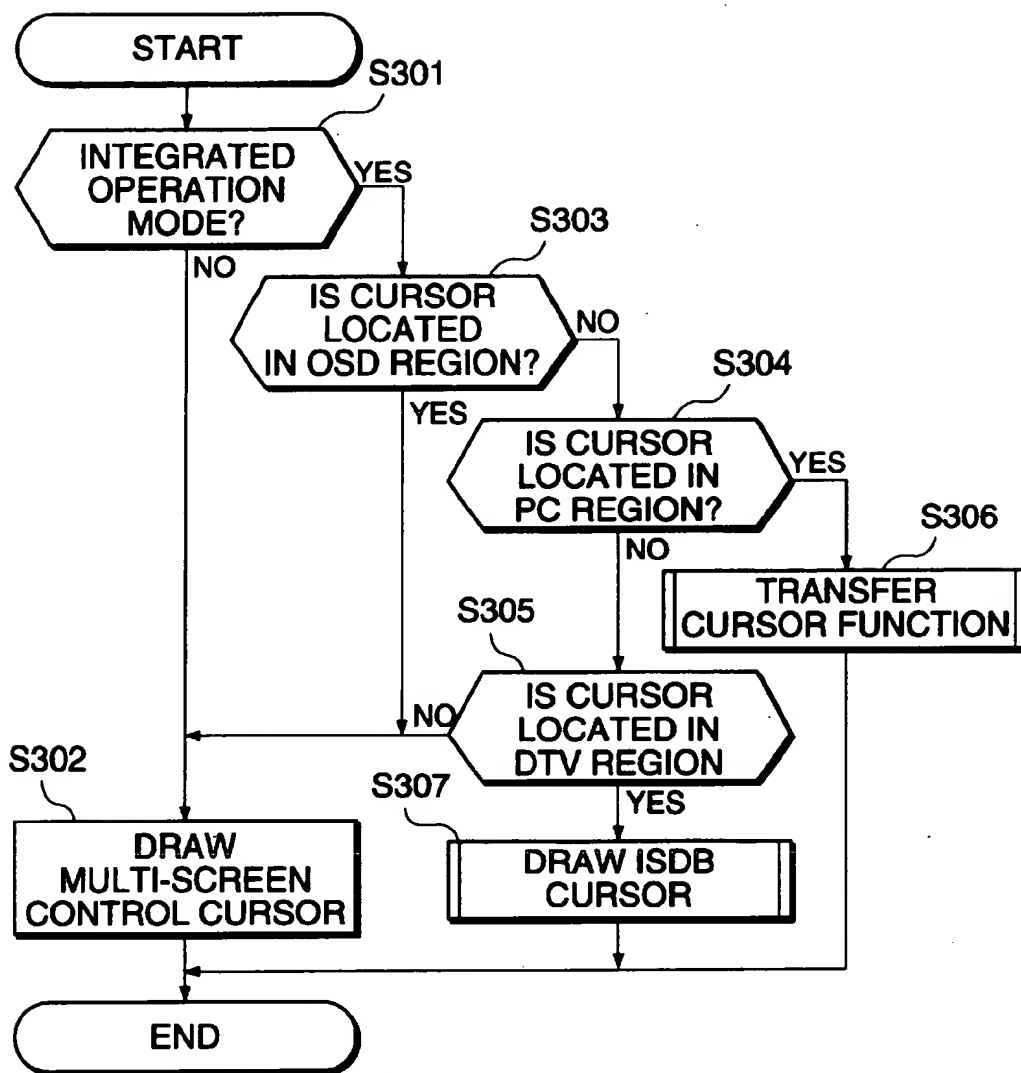 START
S301
INTEGRATED
OPERATION
MODE?
YES
NO
S303
IS CURSOR
LOCATED
IN OSD REGION?
NO
YES
S304
IS CURSOR
LOCATED IN
PC REGION?
YES
NO
S306
TRANSFER
CURSOR FUNCTION
S305
IS CURSOR
LOCATED IN
DTV REGION
NO
YES
S302
DRAW
MULTI-SCREEN
CONTROL CURSOR
S307
DRAW ISDB
CURSOR
END